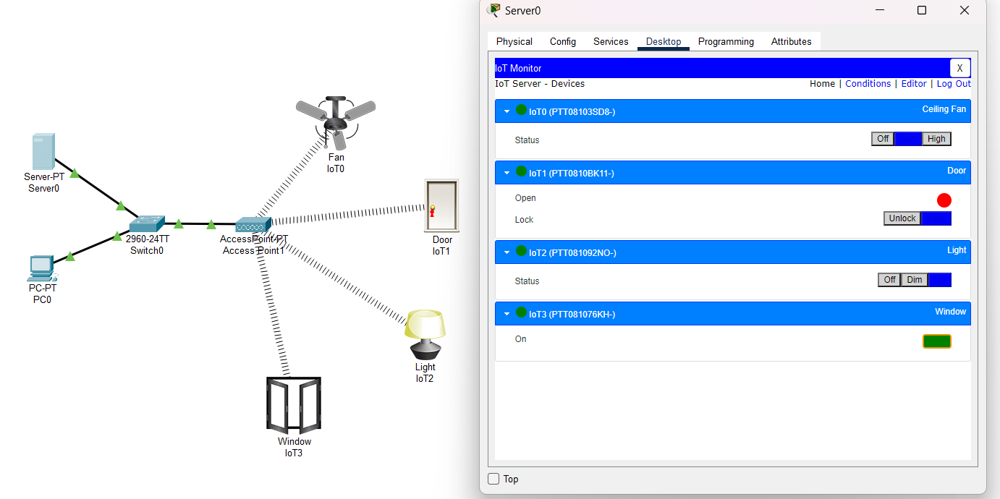 Server-PT
Server0
PC-PT
PC0
2960-24TT
Switch0
AccessPoint-PT
Access Point1
Fan
IoT0
Door
IoT1
Light
IoT2
Window
IoT3
Server0
Physical Config Services Desktop Programming Attributes
IoT Monitor X
IoT Server - Devices Home | Conditions | Editor | Log Out
IoT0 (PTT08103SD8-) Ceiling Fan
Status Off High
IoT1 (PTT0810BK11-) Door
Open
Lock Unlock
IoT2 (PTT081092NO-) Light
Status Off Dim
IoT3 (PTT081076KH-) Window
On
Top